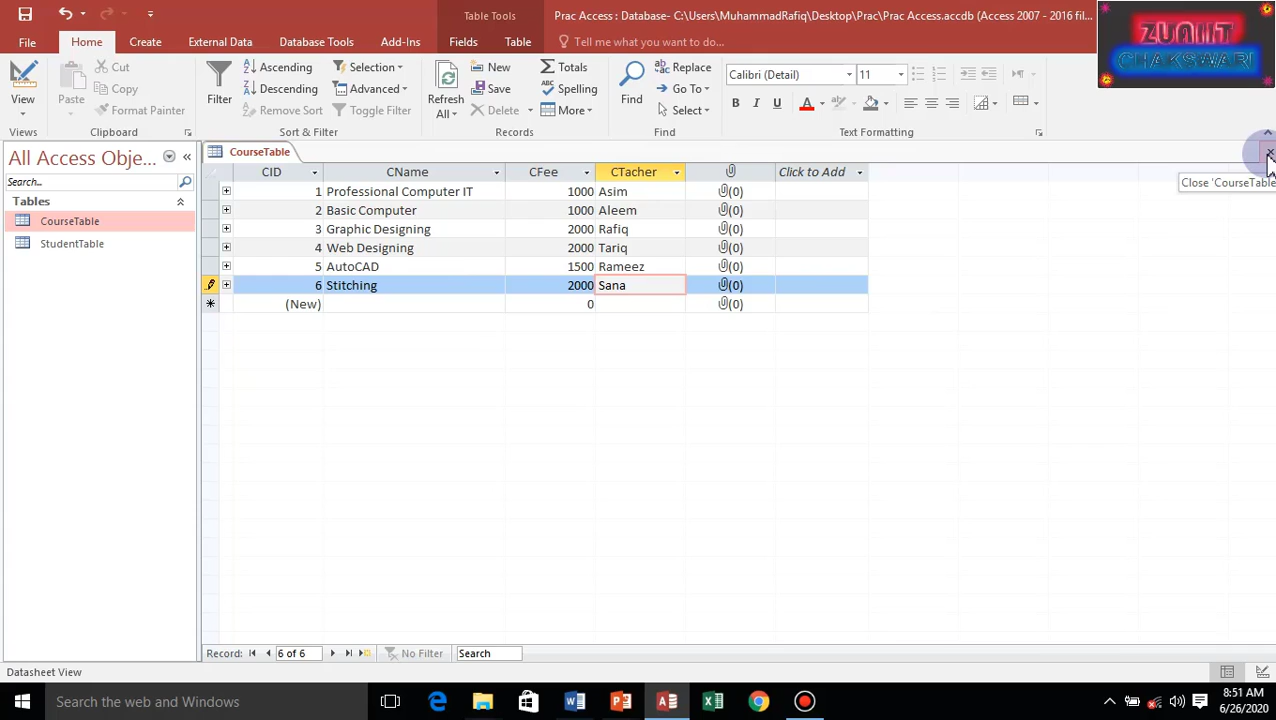 Table Tools
Prac Access : Database- C:\Users\MuhammadRafiq\Desktop\Prac\Prac Access.accdb (Access 2007 - 2016 fil...
ZUAIIT
CHAKSWARI
File Home Create External Data Database Tools Add-Ins Fields Table Tell me what you want to do...
View
Views
Paste
Cut
Copy
Format Painter
Clipboard
Filter
Ascending
Descending
Remove Sort
Selection
Advanced
Toggle Filter
Sort & Filter
Refresh
All
New
Save
Delete
Totals
Spelling
More
Records
Find
Replace
Go To
Select
Find
Calibri (Detail) 11
B I U A
Text Formatting
All Access Obje...
Search...
Tables
CourseTable
StudentTable
CourseTable
Close 'CourseTable
CID CName CFee CTacher Click to Add
1 Professional Computer IT 1000 Asim (0)
2 Basic Computer 1000 Aleem (0)
3 Graphic Designing 2000 Rafiq (0)
4 Web Designing 2000 Tariq (0)
5 AutoCAD 1500 Rameez (0)
6 Stitching 2000 Sana (0)
(New) 0 (0)
Record: 6 of 6 No Filter Search
Datasheet View
Search the web and Windows
8:51 AM
6/26/2020